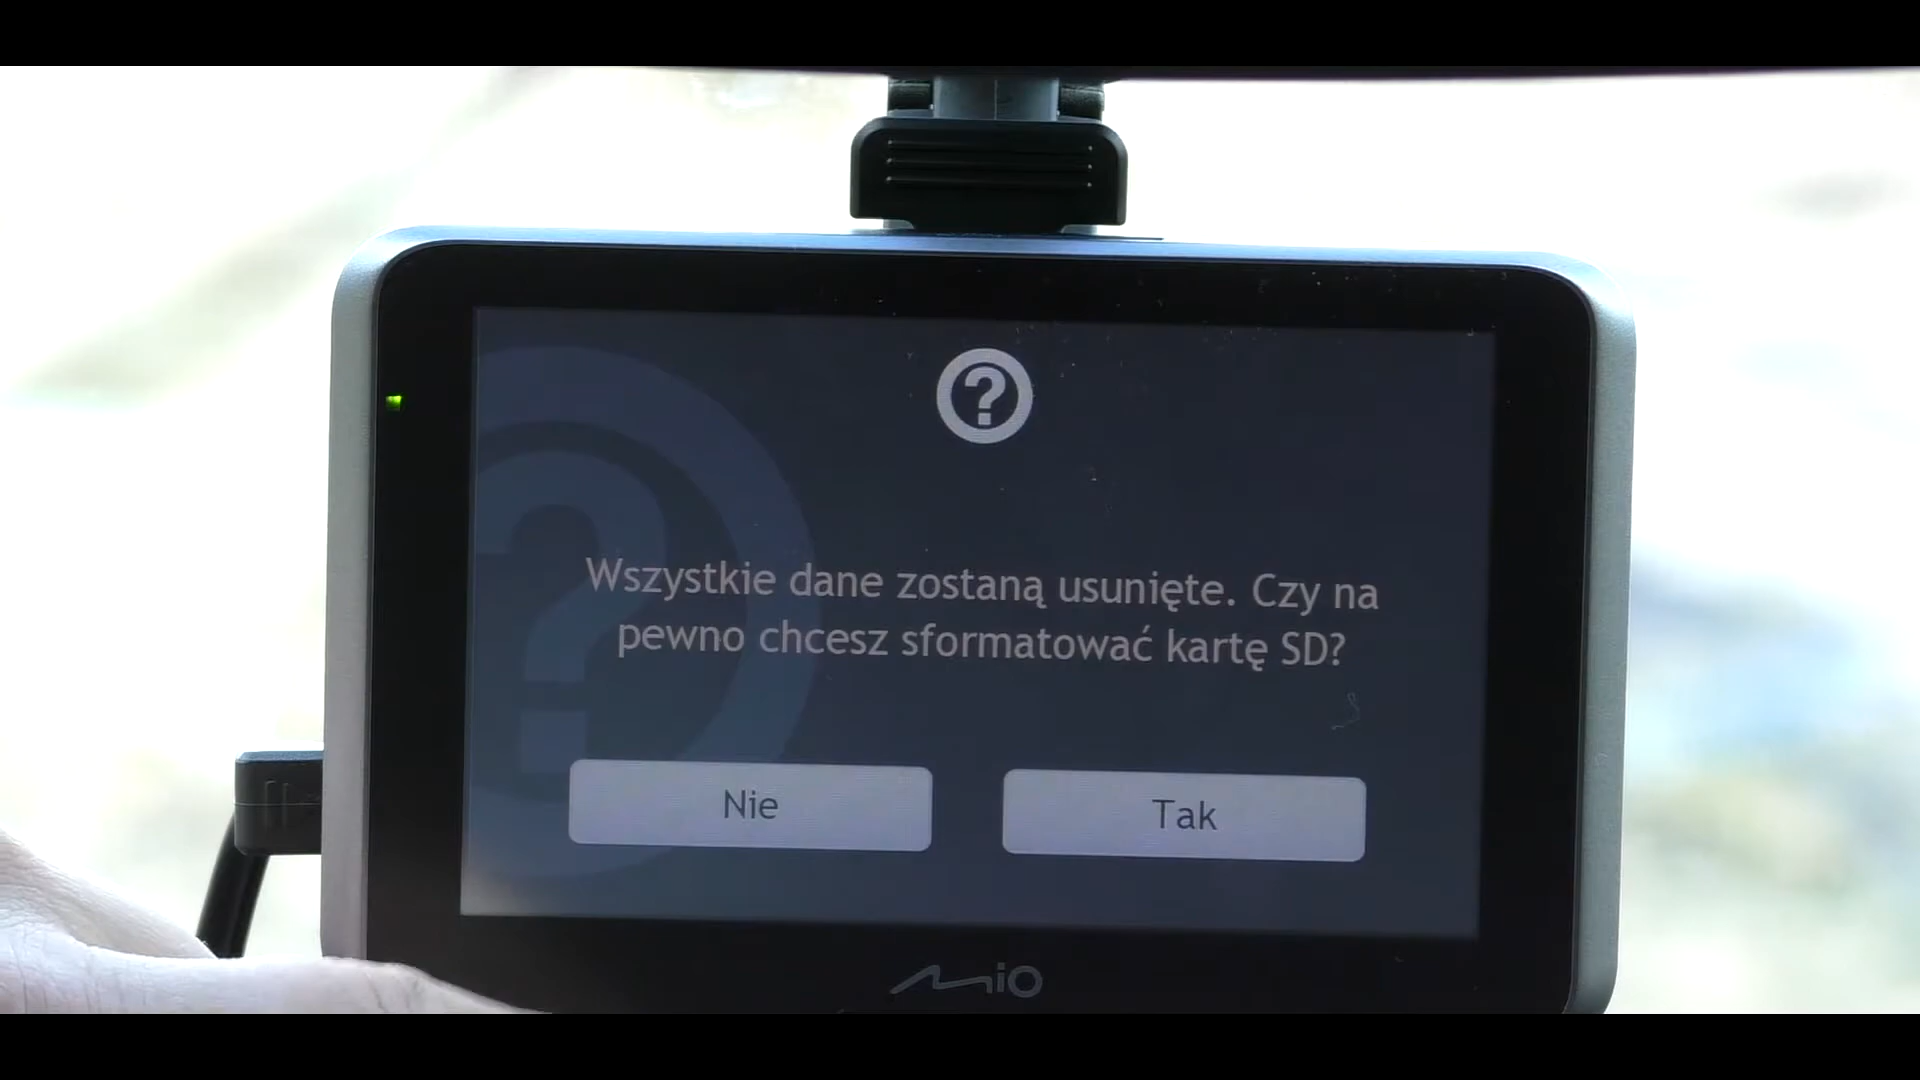 Wszystkie dane zostaną usunięte. Czy na
pewno chcesz sformatować kartę SD?
Nie
Tak
Mio